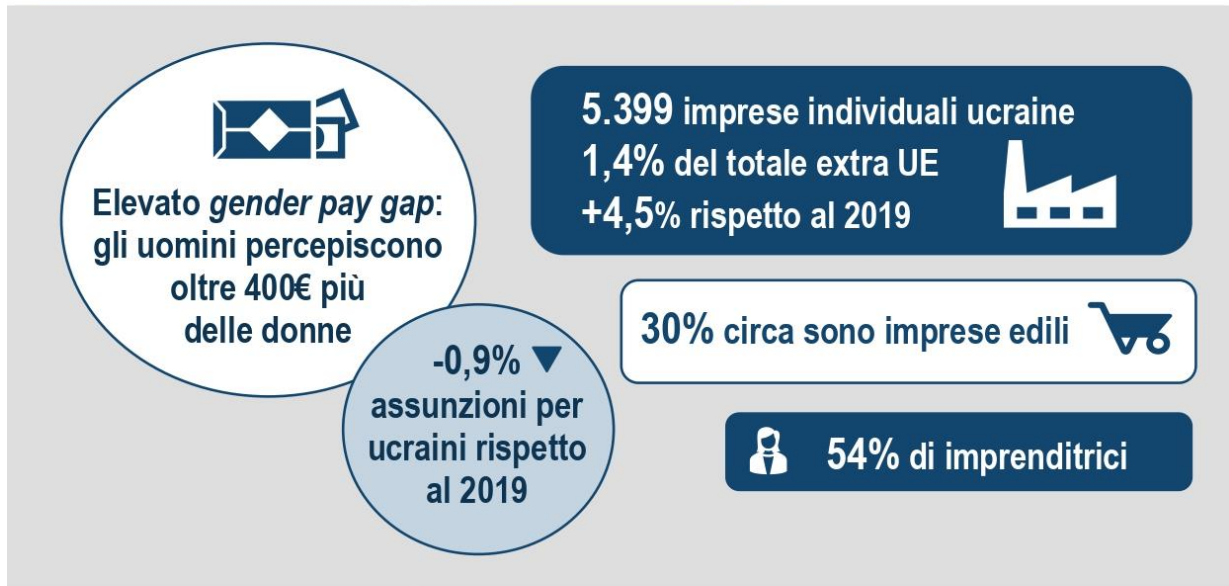 Elevato gender pay gap:
gli uomini percepiscono
oltre 400€ più
delle donne
-0,9% ▼
assunzioni per
ucraini rispetto
al 2019
5.399 imprese individuali ucraine
1,4% del totale extra UE
+4,5% rispetto al 2019
30% circa sono imprese edili
54% di imprenditrici